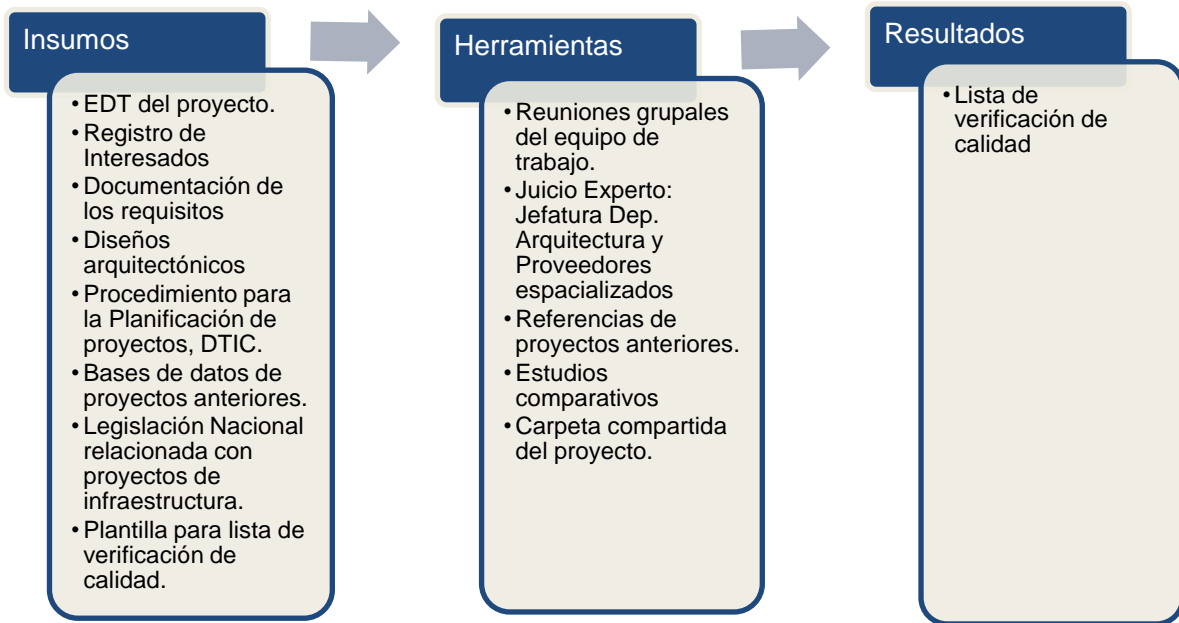 Insumos
• EDT del proyecto.
• Registro de
Interesados
• Documentación de
los requisitos
• Diseños
arquitectónicos
• Procedimiento para
la Planificación de
proyectos, DTIC.
• Bases de datos de
proyectos anteriores.
• Legislación Nacional
relacionada con
proyectos de
infraestructura.
• Plantilla para lista de
verificación de
calidad.
Herramientas
• Reuniones grupales
del equipo de
trabajo.
• Juicio Experto:
Jefatura Dep.
Arquitectura y
Proveedores
espacializados
• Referencias de
proyectos anteriores.
• Estudios
comparativos
• Carpeta compartida
del proyecto.
Resultados
• Lista de
verificación de
calidad